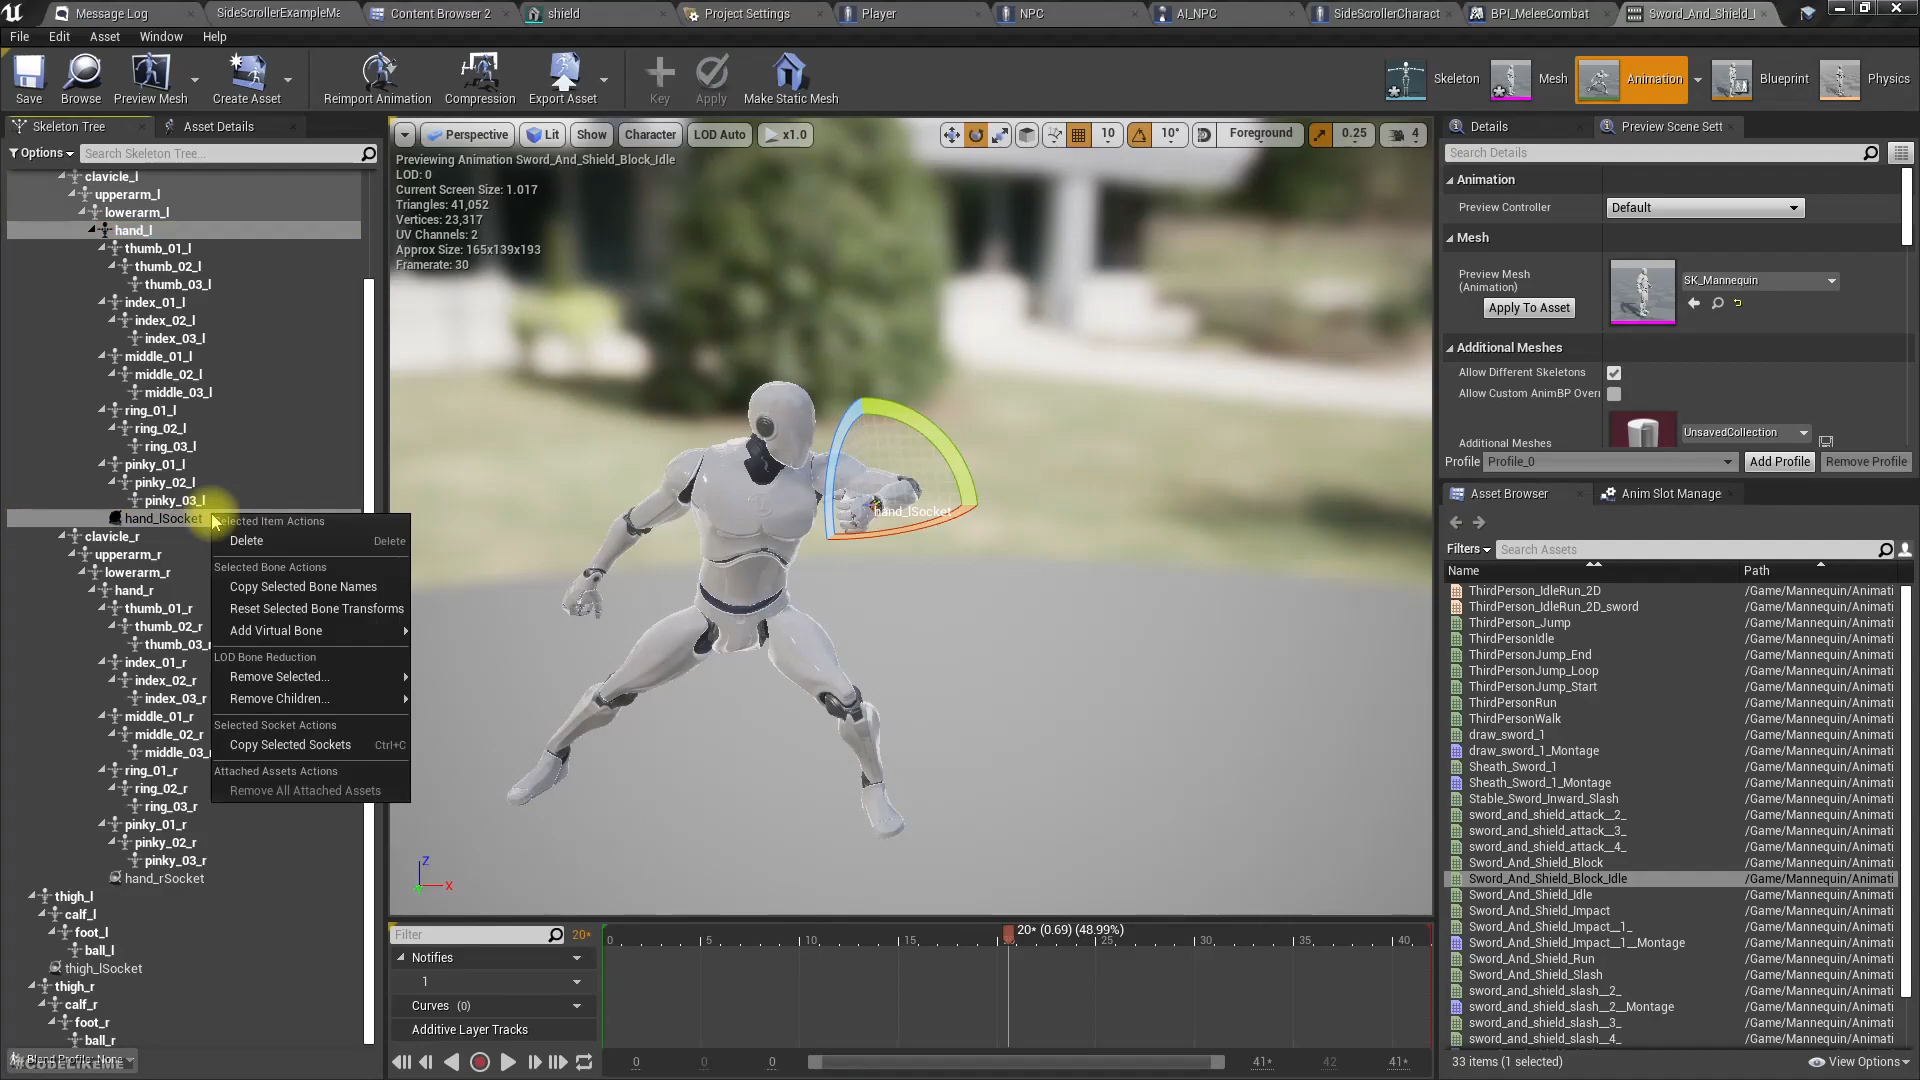 Message Log
SideScrollerExampleMa
Content Browser 2
shield
Project Settings
Player
NPC
AI_NPC
SideScrollerCharact
BPI_MeleeCombat
Sword_And_Shield_I
File
Edit
Asset
Window
Help
Save
Browse
Preview Mesh
Create Asset
Reimport Animation
Compression
Export Asset
Key
Apply
Make Static Mesh
Skeleton
Mesh
Animation
Blueprint
Physics
Skeleton Tree
Asset Details
Options
Search Skeleton Tree...
clavicle_l
upperarm_l
lowerarm_l
hand_l
thumb_01_l
thumb_02_l
thumb_03_l
index_01_l
index_02_l
index_03_l
middle_01_l
middle_02_l
middle_03_l
ring_01_l
ring_02_l
ring_03_l
pinky_01_l
pinky_02_l
pinky_03_l
hand_lSocket
clavicle_r
upperarm_r
lowerarm_r
hand_r
thumb_01_r
thumb_02_r
thumb_03_r
index_01_r
index_02_r
index_03_r
middle_01_r
middle_02_r
middle_03_r
ring_01_r
ring_02_r
ring_03_r
pinky_01_r
pinky_02_r
pinky_03_r
hand_rSocket
thigh_l
calf_l
foot_l
ball_l
thigh_lSocket
thigh_r
calf_r
foot_r
ball_r
Blend Profile: None
#CODELIKEME
elected Item Actions
Delete Delete
Selected Bone Actions
Copy Selected Bone Names
Reset Selected Bone Transforms
Add Virtual Bone
LOD Bone Reduction
Remove Selected...
Remove Children...
Selected Socket Actions
Copy Selected Sockets Ctrl+C
Attached Assets Actions
Remove All Attached Assets
Perspective
Lit
Show
Character
LOD Auto
x1.0
10
10°
Foreground
0.25
4
Previewing Animation Sword_And_Shield_Block_Idle
LOD: 0
Current Screen Size: 1.017
Triangles: 41,052
Vertices: 23,317
UV Channels: 2
Approx Size: 165x139x193
Framerate: 30
hand_lSocket
Z
X
Filter
20*
Notifies
1
Curves (0)
Additive Layer Tracks
0
5
10
15
20* (0.69) (48.99%)
25
30
35
40
0
0
0
41*
42
41*
Details
Preview Scene Sett
Search Details
Animation
Preview Controller
Default
Mesh
Preview Mesh
(Animation)
Apply To Asset
SK_Mannequin
Additional Meshes
Allow Different Skeletons
Allow Custom AnimBP Overr
Additional Meshes
UnsavedCollection
Profile
Profile_0
Add Profile
Remove Profile
Asset Browser
Anim Slot Manage
Filters
Search Assets
Name Path
ThirdPerson_IdleRun_2D /Game/Mannequin/Animati
ThirdPerson_IdleRun_2D_sword /Game/Mannequin/Animati
ThirdPerson_Jump /Game/Mannequin/Animati
ThirdPersonIdle /Game/Mannequin/Animati
ThirdPersonJump_End /Game/Mannequin/Animati
ThirdPersonJump_Loop /Game/Mannequin/Animati
ThirdPersonJump_Start /Game/Mannequin/Animati
ThirdPersonRun /Game/Mannequin/Animati
ThirdPersonWalk /Game/Mannequin/Animati
draw_sword_1 /Game/Mannequin/Animati
draw_sword_1_Montage /Game/Mannequin/Animati
Sheath_Sword_1 /Game/Mannequin/Animati
Sheath_Sword_1_Montage /Game/Mannequin/Animati
Stable_Sword_Inward_Slash /Game/Mannequin/Animati
sword_and_shield_attack__2_ /Game/Mannequin/Animati
sword_and_shield_attack__3_ /Game/Mannequin/Animati
sword_and_shield_attack__4_ /Game/Mannequin/Animati
Sword_And_Shield_Block /Game/Mannequin/Animati
Sword_And_Shield_Block_Idle /Game/Mannequin/Animati
Sword_And_Shield_Idle /Game/Mannequin/Animati
Sword_And_Shield_Impact /Game/Mannequin/Animati
Sword_And_Shield_Impact__1_ /Game/Mannequin/Animati
Sword_And_Shield_Impact__1__Montage /Game/Mannequin/Animati
Sword_And_Shield_Run /Game/Mannequin/Animati
Sword_And_Shield_Slash /Game/Mannequin/Animati
sword_and_shield_slash__2_ /Game/Mannequin/Animati
sword_and_shield_slash__2__Montage /Game/Mannequin/Animati
sword_and_shield_slash__3_ /Game/Mannequin/Animati
sword_and_shield_slash__4_ /Game/Mannequin/Animati
33 items (1 selected)
View Options